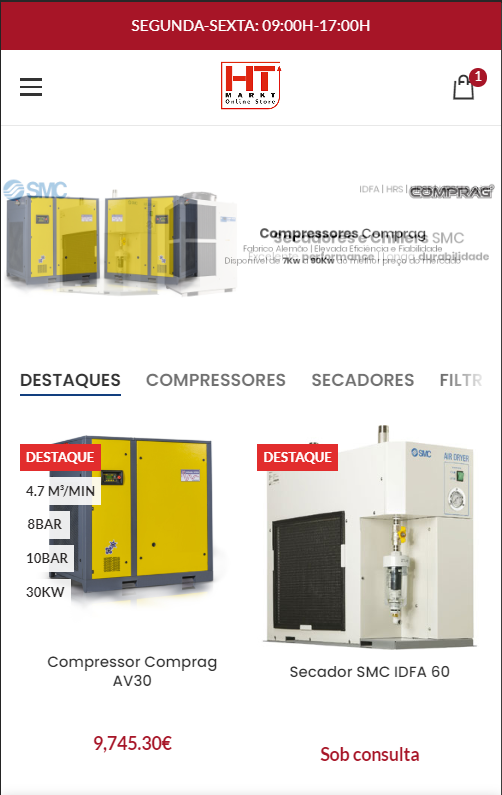 SEGUNDA-SEXTA: 09:00H-17:00H
HT
MARKT
Online Store
1
SMC
IDFA | HRS |
COMPRAG
Compressores Comprag
Secadores e Chillers SMC
Fabrico Alemão | Elevada Eficiência e Fiabilidade
Excelente performance | Longa durabilidade
Disponível de 7Kw a 90Kw ao melhor preço do mercado
DESTAQUES COMPRESSORES SECADORES FILTR
DESTAQUE
4.7 M³/MIN
8BAR
10BAR
30KW
Compressor Comprag
AV30
9,745.30€
DESTAQUE
SMC
AIR DRYER
Secador SMC IDFA 60
Sob consulta